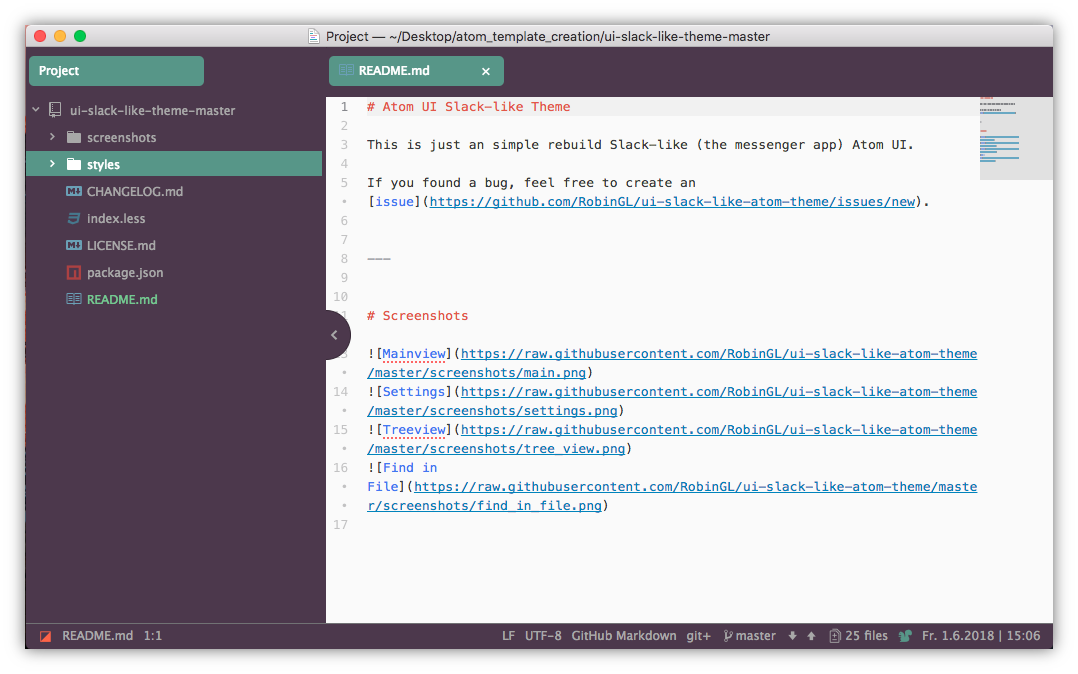 Project — ~/Desktop/atom_template_creation/ui-slack-like-theme-master
Project
README.md ×
ui-slack-like-theme-master
screenshots
styles
CHANGELOG.md
index.less
LICENSE.md
package.json
README.md
1 # Atom UI Slack-like Theme
2
3 This is just an simple rebuild Slack-like (the messenger app) Atom UI.
4
5 If you found a bug, feel free to create an
• [issue](https://github.com/RobinGL/ui-slack-like-atom-theme/issues/new).
6
7
8 ---
9
10
# Screenshots
![Mainview](https://raw.githubusercontent.com/RobinGL/ui-slack-like-atom-theme
• /master/screenshots/main.png)
14 ![Settings](https://raw.githubusercontent.com/RobinGL/ui-slack-like-atom-theme
• /master/screenshots/settings.png)
15 ![Treeview](https://raw.githubusercontent.com/RobinGL/ui-slack-like-atom-theme
• /master/screenshots/tree_view.png)
16 ![Find in
• File](https://raw.githubusercontent.com/RobinGL/ui-slack-like-atom-theme/maste
• r/screenshots/find_in_file.png)
17
README.md 1:1 LF UTF-8 GitHub Markdown git+ master 25 files Fr. 1.6.2018 | 15:06